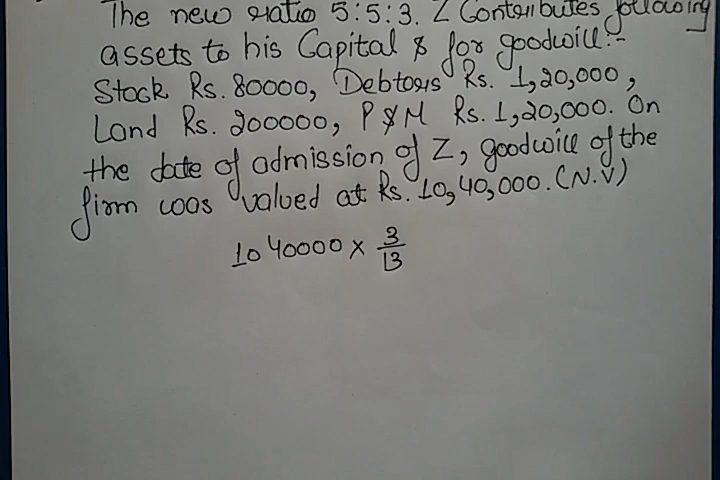 The new ratio 5:5:3. Z Contributes following
assets to his Capital & for goodwill:-
Stock Rs. 80000, Debtors Rs. 1,20,000,
Land Rs. 200000, P & M Rs. 1,20,000. On
the date of admission of Z, goodwill of the
firm was valued at Rs. 10,40,000. (N.V)
1040000 × 3/13